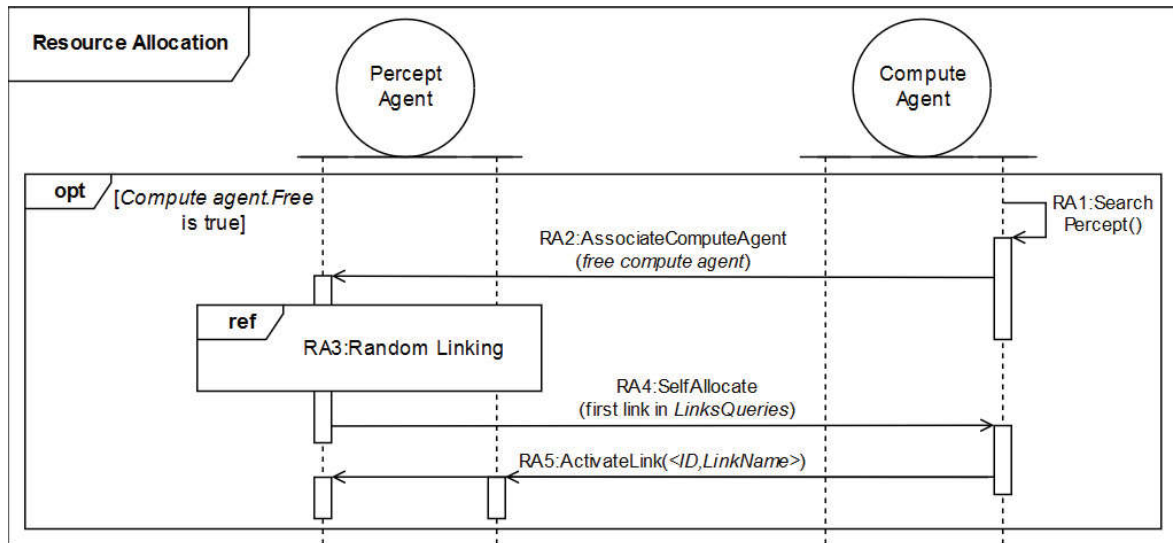 Resource Allocation
Percept
Agent
Compute
Agent
opt
[Compute agent.Free
is true]
RA1:Search
Percept()
RA2:AssociateComputeAgent
(free compute agent)
ref
RA3:Random Linking
RA4:SelfAllocate
(first link in LinksQueries)
RA5:ActivateLink(<ID,LinkName>)